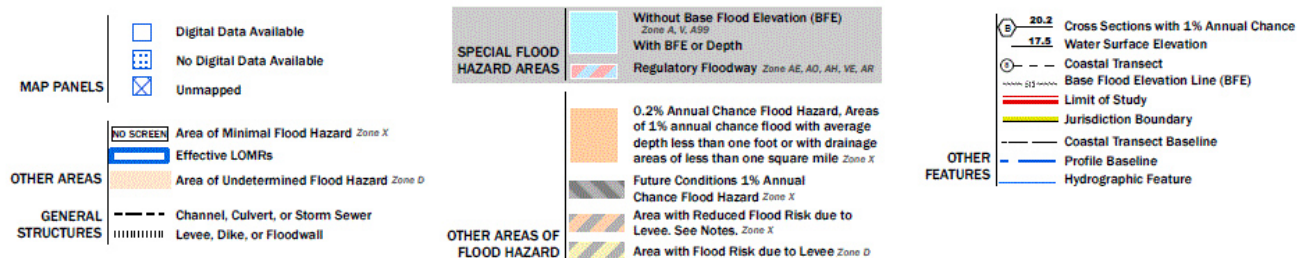 Digital Data Available
No Digital Data Available
MAP PANELS
Unmapped
NO SCREEN Area of Minimal Flood Hazard Zone X
Effective LOMRs
OTHER AREAS
Area of Undetermined Flood Hazard Zone D
GENERAL
STRUCTURES
Channel, Culvert, or Storm Sewer
Levee, Dike, or Floodwall
SPECIAL FLOOD
HAZARD AREAS
Without Base Flood Elevation (BFE)
Zone A, V, A99
With BFE or Depth
Regulatory Floodway Zone AE, AO, AH, VE, AR
0.2% Annual Chance Flood Hazard, Areas
of 1% annual chance flood with average
depth less than one foot or with drainage
areas of less than one square mile Zone X
Future Conditions 1% Annual
Chance Flood Hazard Zone X
Area with Reduced Flood Risk due to
Levee. See Notes. Zone X
OTHER AREAS OF
FLOOD HAZARD
Area with Flood Risk due to Levee Zone D
B 20.2 Cross Sections with 1% Annual Chance
17.5 Water Surface Elevation
8 Coastal Transect
513 Base Flood Elevation Line (BFE)
Limit of Study
Jurisdiction Boundary
Coastal Transect Baseline
OTHER
FEATURES
Profile Baseline
Hydrographic Feature